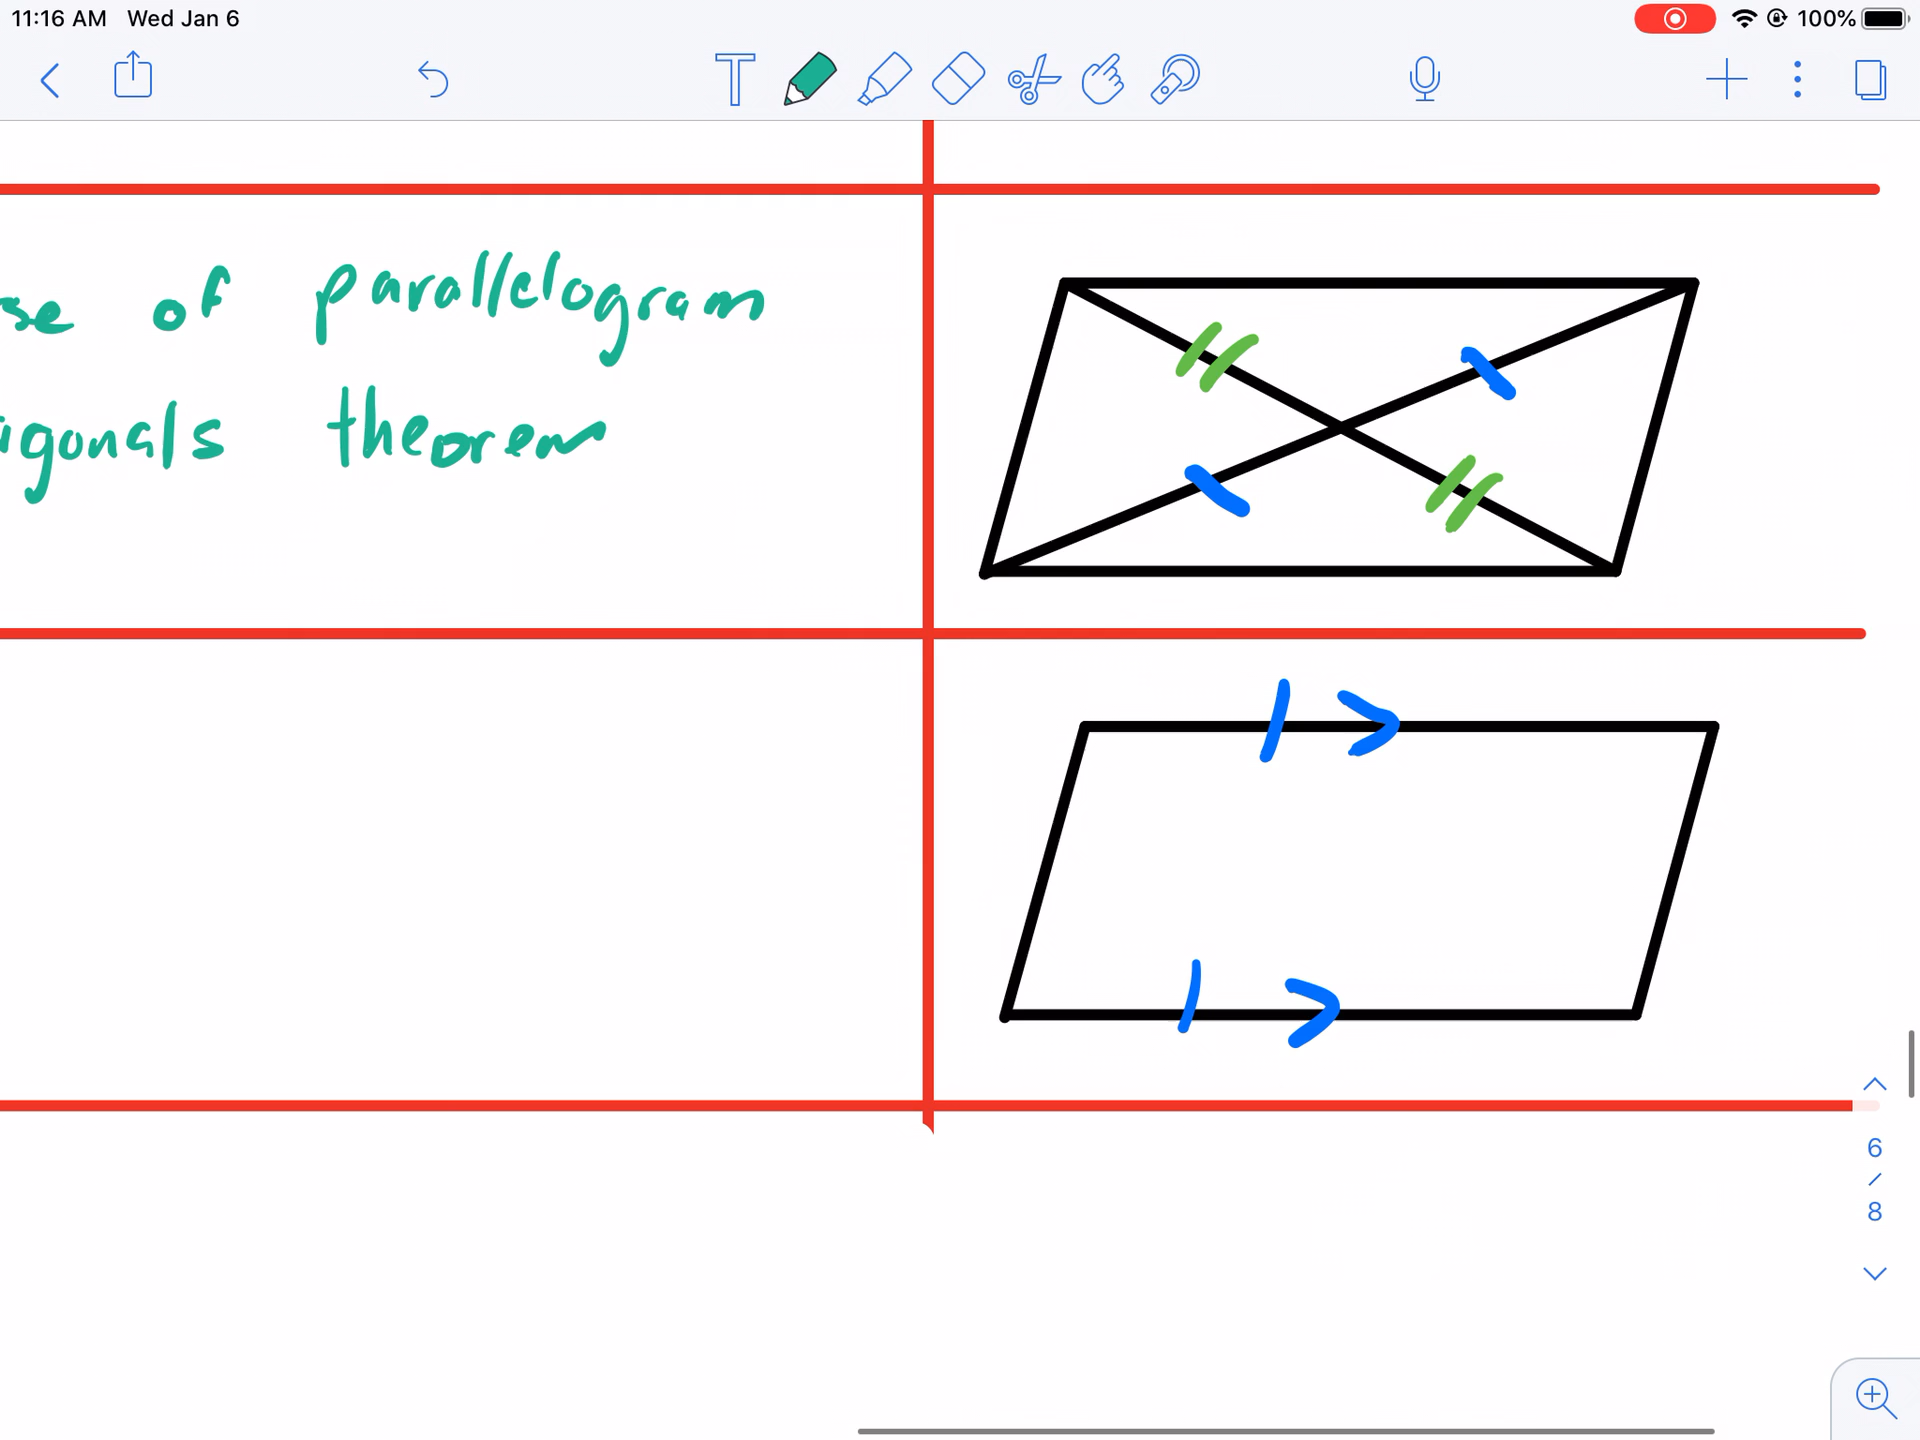 11:16 AM Wed Jan 6
100%
T
se of parallelogram
igonals theorem
6
/
8